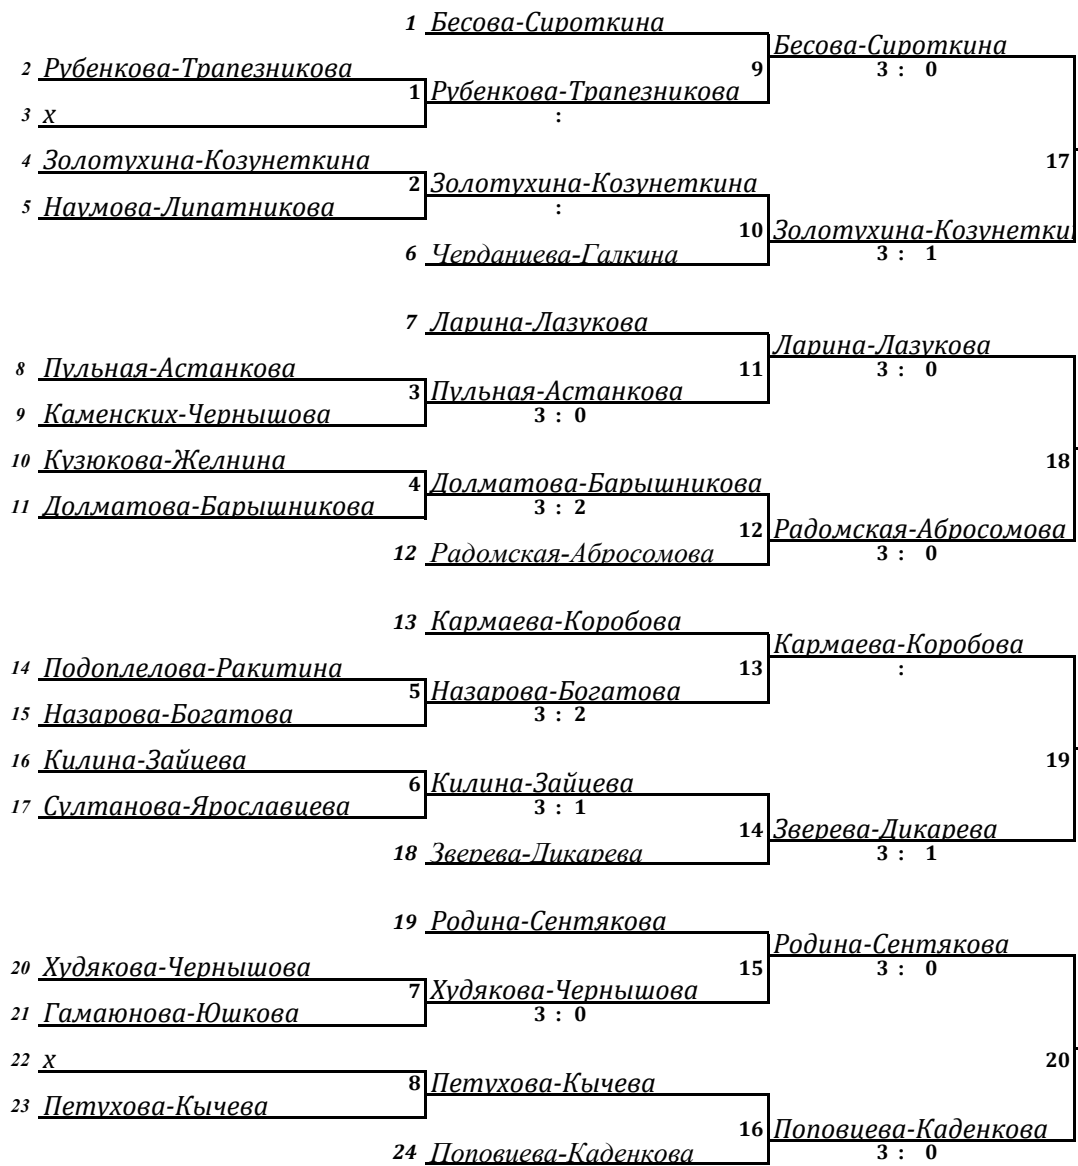 1 Бесова-Сироткина
Бесова-Сироткина
2 Рубенкова-Трапезникова
9
3 : 0
1 Рубенкова-Трапезникова
3 х
:
4 Золотухина-Козунеткина
17
2 Золотухина-Козунеткина
5 Наумова-Липатникова
:
10 Золотухина-Козунетки
6 Черданцева-Галкина
3 : 1
7 Ларина-Лазукова
Ларина-Лазукова
8 Пульная-Астанкова
11
3 : 0
3 Пульная-Астанкова
9 Каменских-Чернышова
3 : 0
10 Кузюкова-Желнина
18
4 Долматова-Барышникова
11 Долматова-Барышникова
3 : 2
12 Радомская-Абросомова
12 Радомская-Абросомова
3 : 0
13 Кармаева-Коробова
Кармаева-Коробова
14 Подоплелова-Ракитина
13
:
5 Назарова-Богатова
15 Назарова-Богатова
3 : 2
16 Килина-Зайцева
19
6 Килина-Зайцева
17 Султанова-Ярославцева
3 : 1
14 Зверева-Дикарева
18 Зверева-Дикарева
3 : 1
19 Родина-Сентякова
Родина-Сентякова
20 Худякова-Чернышова
15
3 : 0
7 Худякова-Чернышова
21 Гамаюнова-Юшкова
3 : 0
22 х
20
8 Петухова-Кычева
23 Петухова-Кычева
16 Поповцева-Каденкова
24 Поповцева-Каденкова
3 : 0